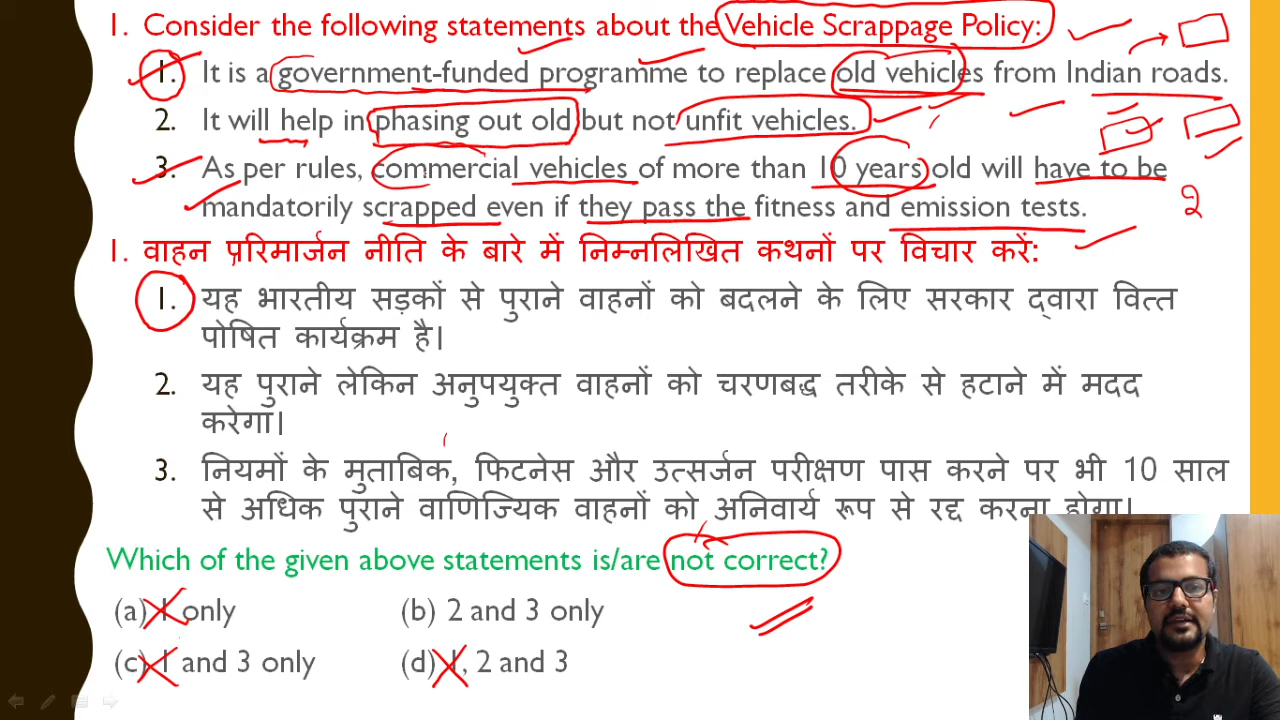 1. Consider the following statements about the Vehicle Scrappage Policy:
1. It is a government-funded programme to replace old vehicles from Indian roads.
2. It will help in phasing out old but not unfit vehicles.
3. As per rules, commercial vehicles of more than 10 years old will have to be
mandatorily scrapped even if they pass the fitness and emission tests.
2
1. वाहन परिमार्जन नीति के बारे में निम्नलिखित कथनों पर विचार करें:
1. यह भारतीय सड़कों से पुराने वाहनों को बदलने के लिए सरकार द्वारा वित्त
पोषित कार्यक्रम है।
2. यह पुराने लेकिन अनुपयुक्त वाहनों को चरणबद्ध तरीके से हटाने में मदद
करेगा।
3. नियमों के मुताबिक, फिटनेस और उत्सर्जन परीक्षण पास करने पर भी 10 साल
से अधिक पुराने वाणिज्यिक वाहनों को अनिवार्य रूप से रद्द करना होगा।
Which of the given above statements is/are not correct?
(a) 1 only (b) 2 and 3 only
(c) 1 and 3 only (d) 1, 2 and 3